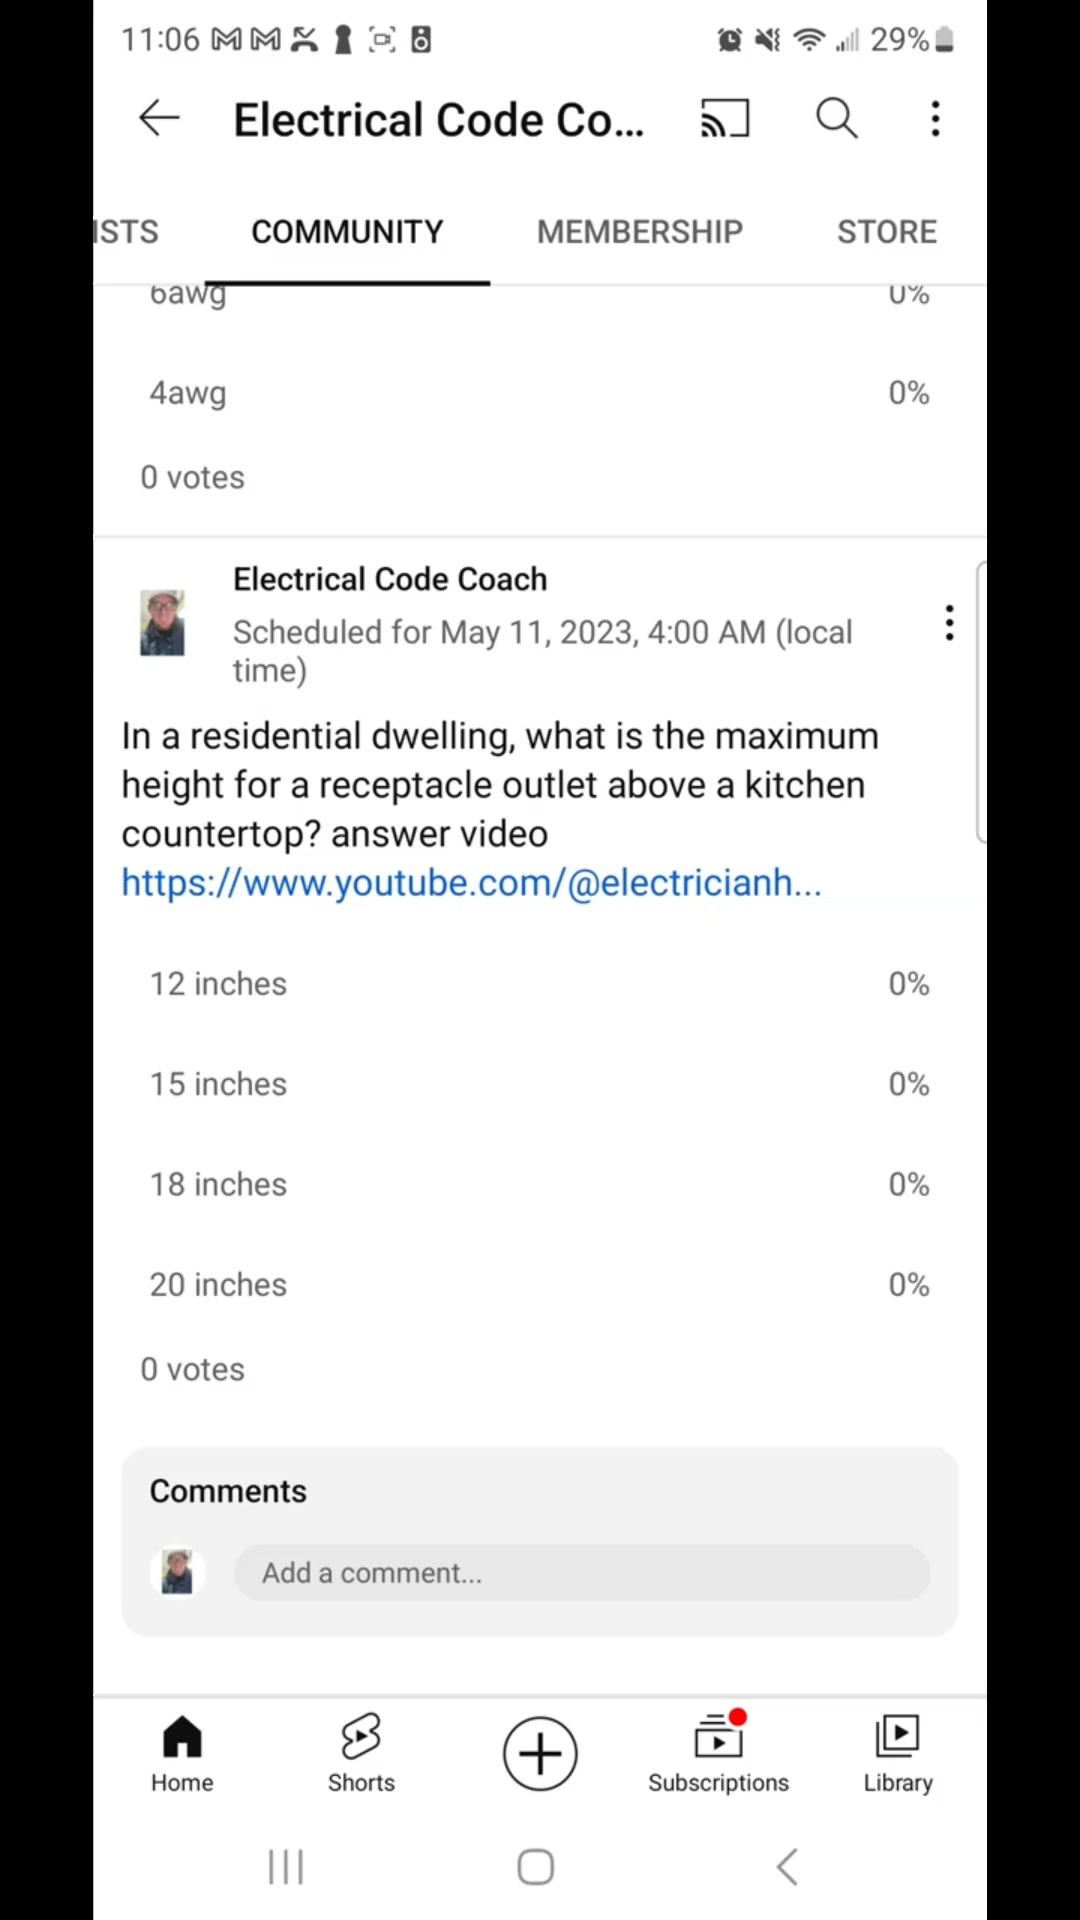 11:06
29%
Electrical Code Co...
ISTS COMMUNITY MEMBERSHIP STORE
6awg 0%
4awg 0%
0 votes
Electrical Code Coach
Scheduled for May 11, 2023, 4:00 AM (local
time)
In a residential dwelling, what is the maximum
height for a receptacle outlet above a kitchen
countertop? answer video
https://www.youtube.com/@electricianh...
12 inches 0%
15 inches 0%
18 inches 0%
20 inches 0%
0 votes
Comments
Add a comment...
Home Shorts Subscriptions Library